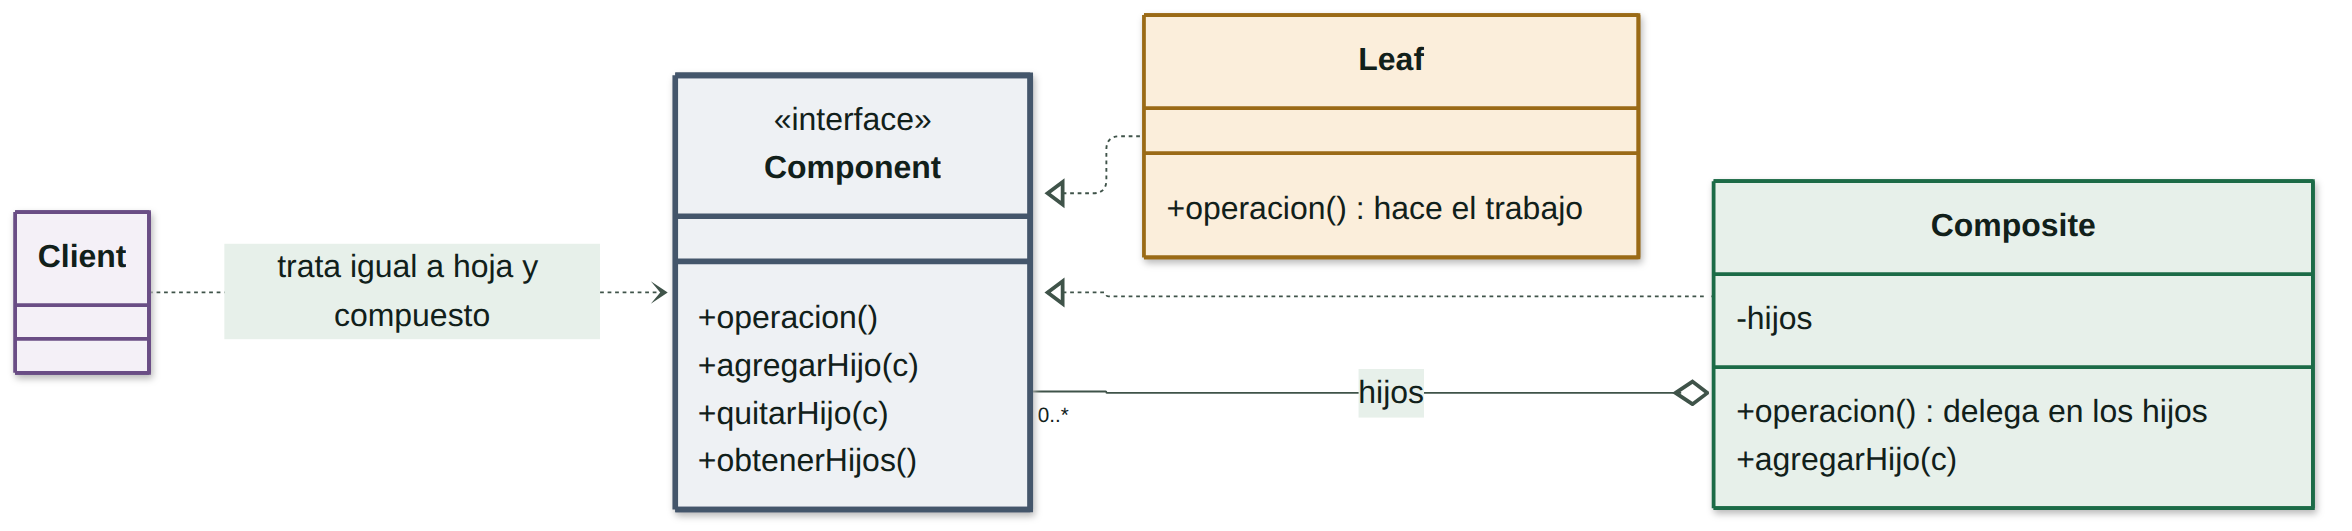 Client
trata igual a hoja y
compuesto
«interface»
Component
+operacion()
+agregarHijo(c)
+quitarHijo(c)
+obtenerHijos()
0..*
Leaf
+operacion() : hace el trabajo
hijos
Composite
-hijos
+operacion() : delega en los hijos
+agregarHijo(c)